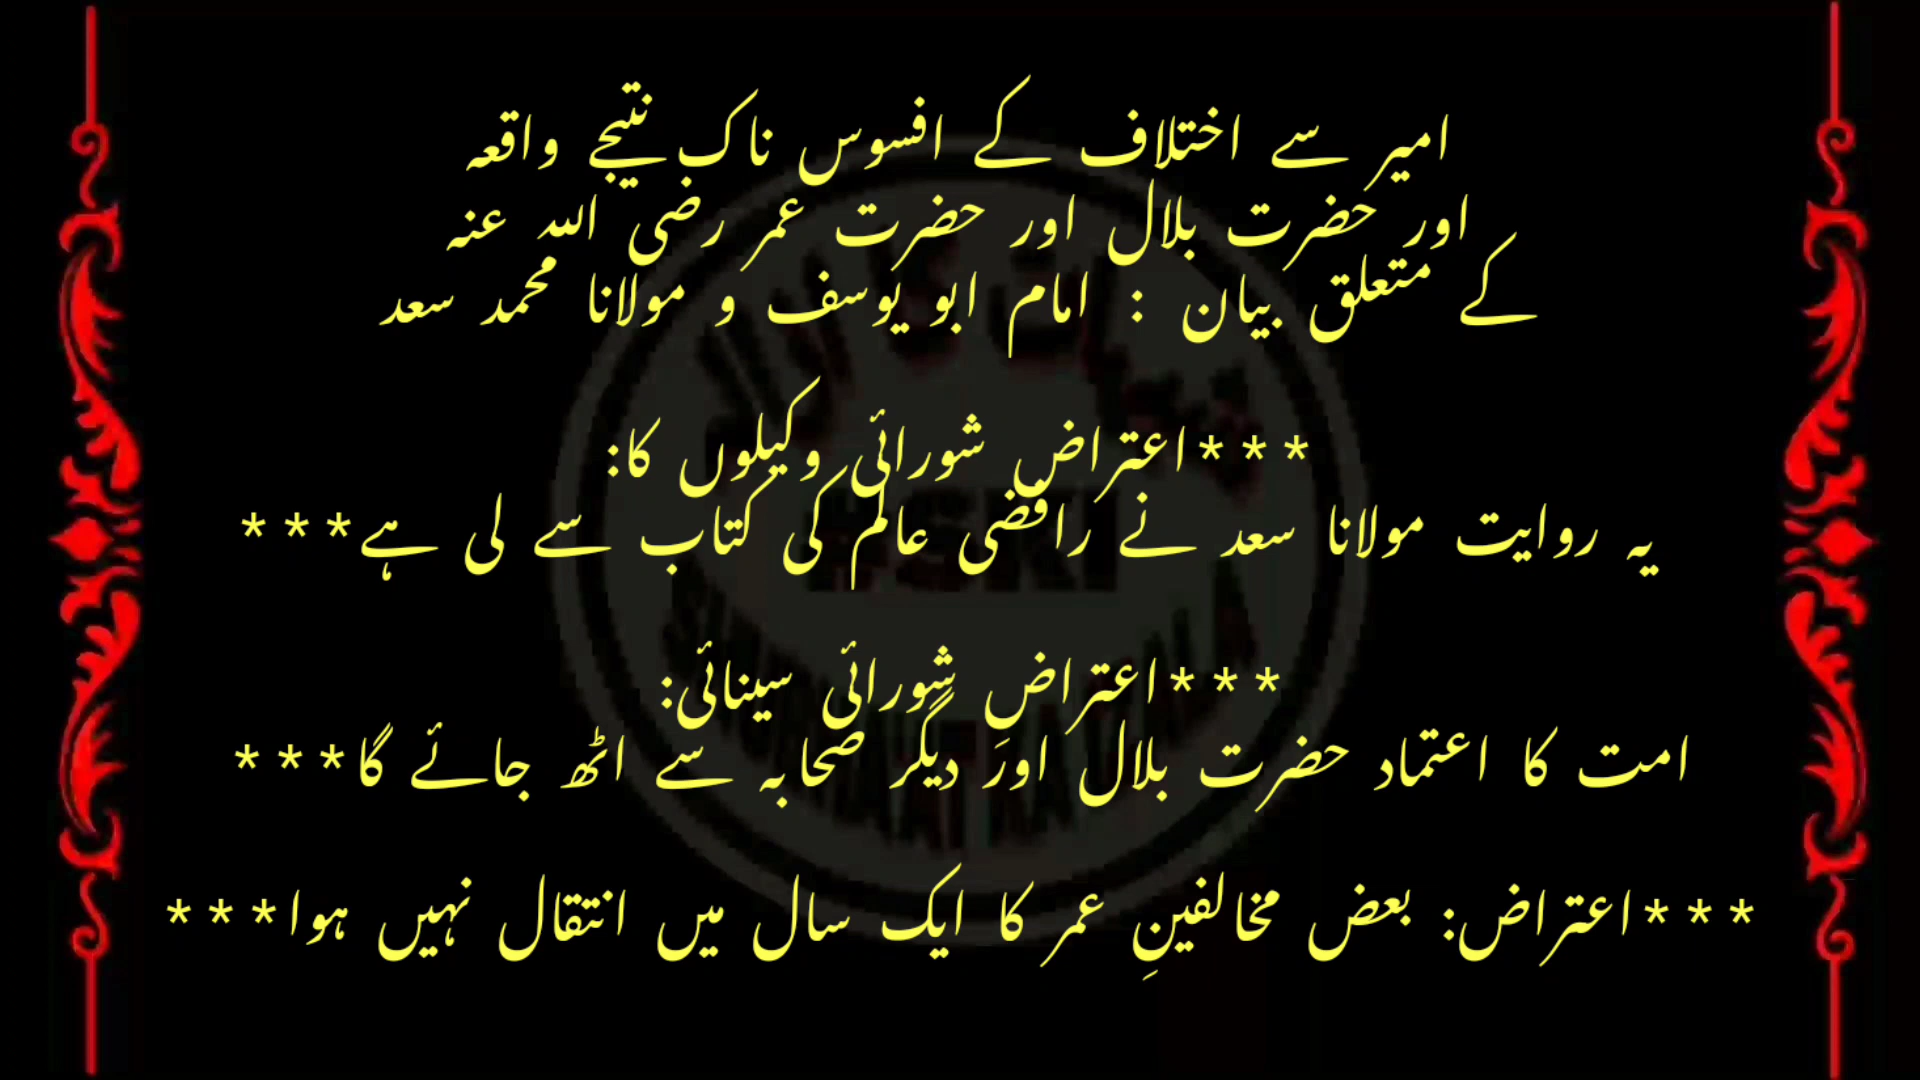 امیر سے اختلاف کے افسوس ناک نتیجے واقعہ
اور حضرت بلال اور حضرت عمر رضی اللہ عنہ
کے متعلق بیان : امام ابو یوسف و مولانا محمد سعد
***اعتراض شورائی وکیلوں کا:
یہ روایت مولانا سعد نے رافضی عالم کی کتاب سے لی ہے***
***اعتراضِ شورائی سینائی:
امت کا اعتماد حضرت بلال اور دیگر صحابہ سے اٹھ جائے گا***
***اعتراض: بعض مخالفینِ عمر کا ایک سال میں انتقال نہیں ہوا***